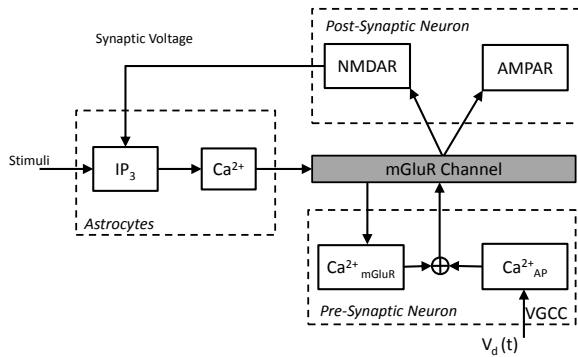 Post-Synaptic Neuron
Synaptic Voltage
NMDAR
AMPAR
Stimuli
IP₃
Ca²⁺
mGluR Channel
Astrocytes
Ca²⁺ mGluR
Ca²⁺ AP
Pre-Synaptic Neuron
VGCC
V_d (t)